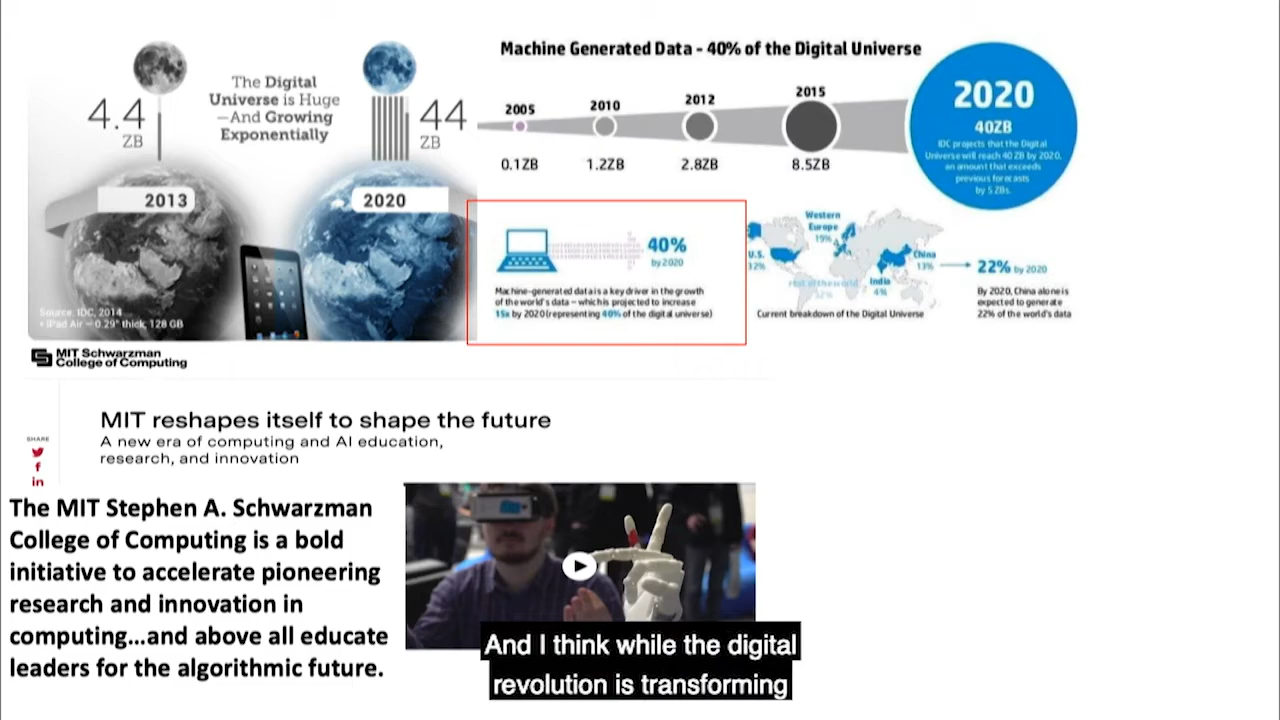 The Digital
Universe is Huge
—And Growing
Exponentially
4.4
ZB
44
ZB
2013
2020
Source: IDC, 2014
• iPad Air – 0.29" thick, 128 GB
Machine Generated Data - 40% of the Digital Universe
2005
2010
2012
2015
0.1ZB
1.2ZB
2.8ZB
8.5ZB
2020
40ZB
IDC projects that the Digital
Universe will reach 40 ZB by 2020,
an amount that exceeds
previous forecasts
by 5 ZBs.
40%
by 2020
Machine-generated data is a key driver in the growth
of the world's data – which is projected to increase
15x by 2020 (representing 40% of the digital universe)
Western
Europe
19%
U.S.
32%
China
13%
India
4%
rest of the world
32%
Current breakdown of the Digital Universe
22% by 2020
By 2020, China alone is
expected to generate
22% of the world's data
MIT Schwarzman
College of Computing
MIT reshapes itself to shape the future
A new era of computing and AI education,
research, and innovation
SHARE
f
in
The MIT Stephen A. Schwarzman
College of Computing is a bold
initiative to accelerate pioneering
research and innovation in
computing...and above all educate
leaders for the algorithmic future.
And I think while the digital
revolution is transforming